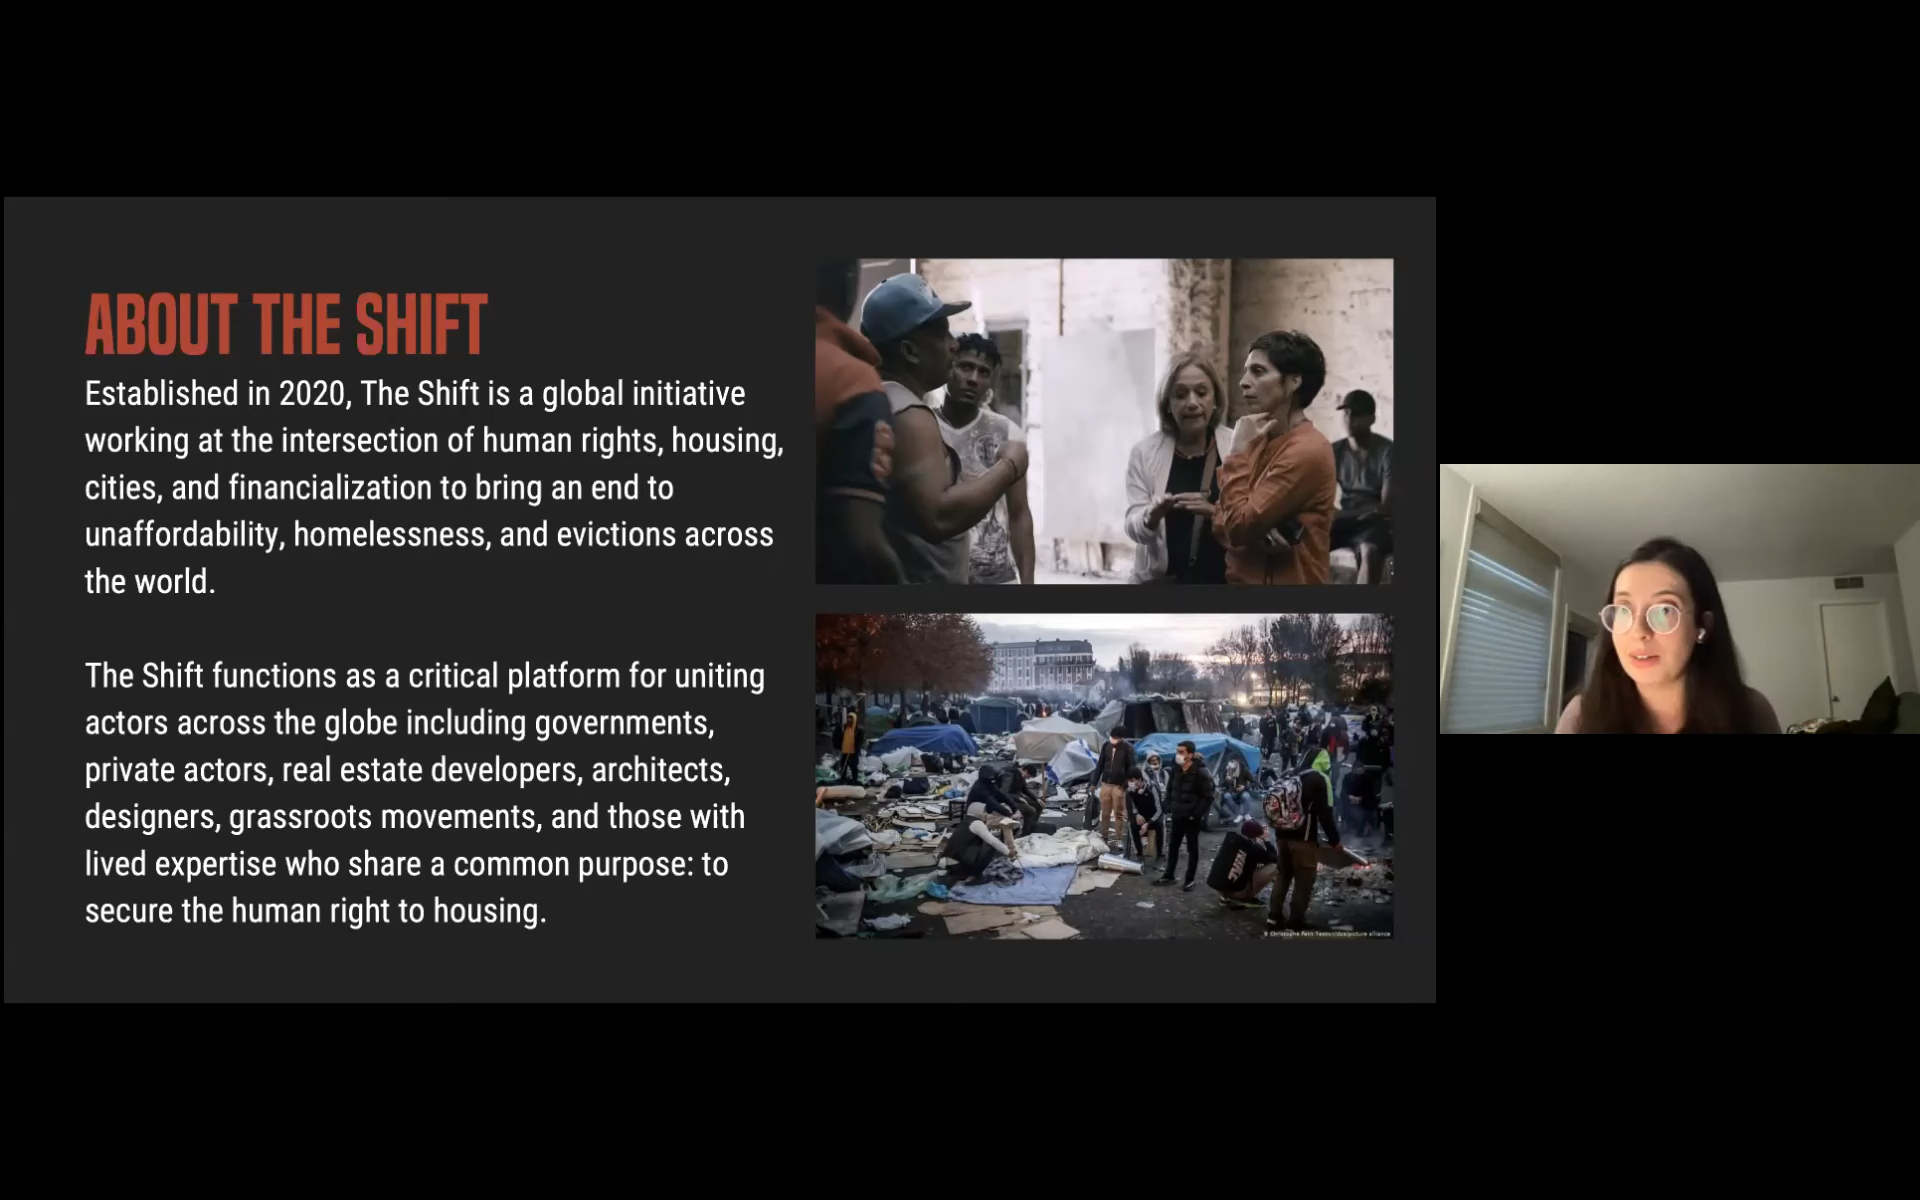 ABOUT THE SHIFT
Established in 2020, The Shift is a global initiative
working at the intersection of human rights, housing,
cities, and financialization to bring an end to
unaffordability, homelessness, and evictions across
the world.
The Shift functions as a critical platform for uniting
actors across the globe including governments,
private actors, real estate developers, architects,
designers, grassroots movements, and those with
lived expertise who share a common purpose: to
secure the human right to housing.